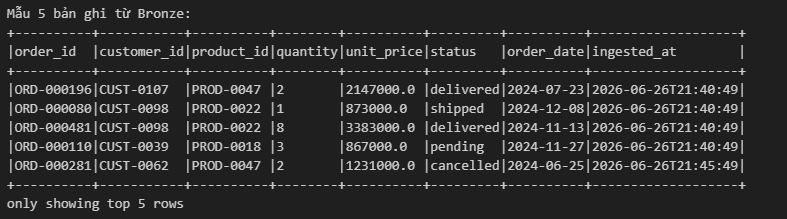 Mẫu 5 bản ghi từ Bronze:
+----------+-----------+----------+--------+----------+---------+----------+-------------------+
|order_id  |customer_id|product_id|quantity|unit_price|status   |order_date|ingested_at        |
+----------+-----------+----------+--------+----------+---------+----------+-------------------+
|ORD-000196|CUST-0107  |PROD-0047 |2       |2147000.0 |delivered|2024-07-23|2026-06-26T21:40:49|
|ORD-000080|CUST-0098  |PROD-0022 |1       |873000.0  |shipped  |2024-12-08|2026-06-26T21:40:49|
|ORD-000481|CUST-0098  |PROD-0022 |8       |3383000.0 |delivered|2024-11-13|2026-06-26T21:40:49|
|ORD-000110|CUST-0039  |PROD-0018 |3       |867000.0  |pending  |2024-11-27|2026-06-26T21:40:49|
|ORD-000281|CUST-0062  |PROD-0047 |2       |1231000.0 |cancelled|2024-06-25|2026-06-26T21:45:49|
+----------+-----------+----------+--------+----------+---------+----------+-------------------+
only showing top 5 rows